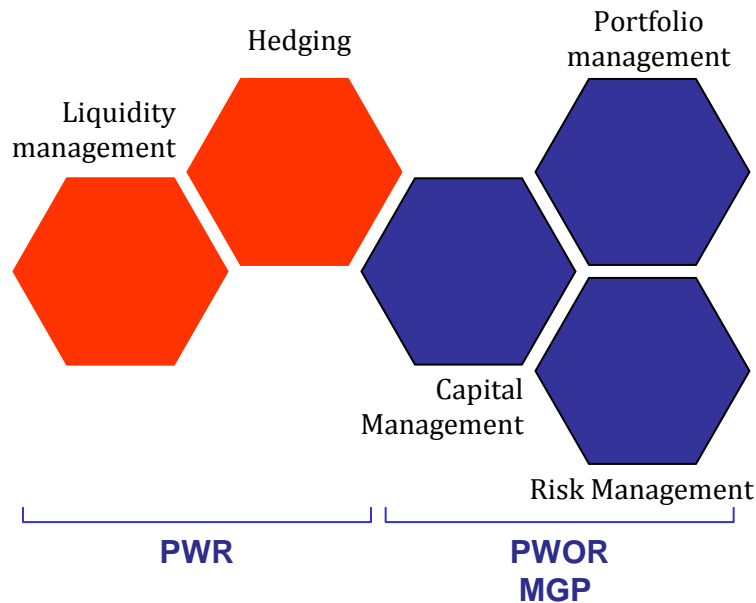 Hedging
Portfolio
management
Liquidity
management
Capital
Management
Risk Management
PWR
PWOR
MGP